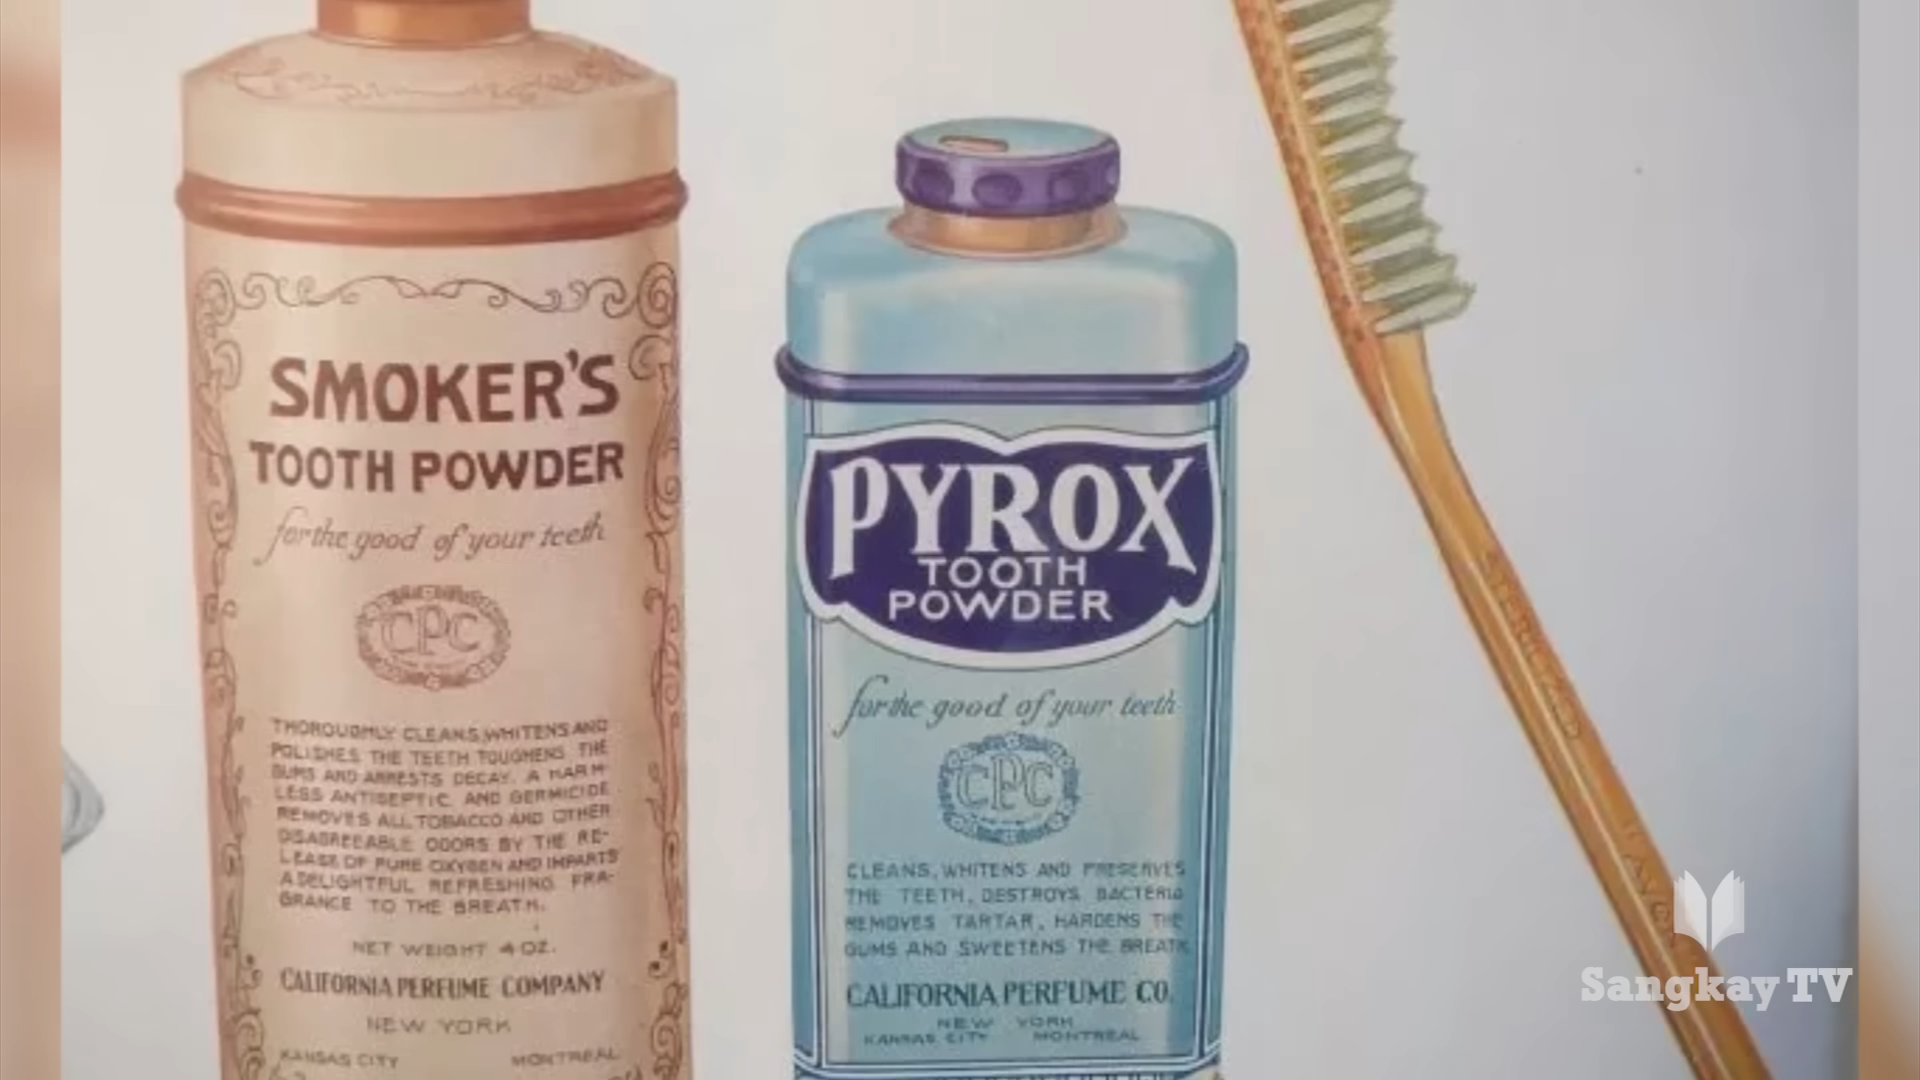 SMOKER'S
TOOTH POWDER
for the good of your teeth
CPC
THOROUGHLY CLEANS, WHITENS AND
POLISHES THE TEETH TOUGHENS THE
GUMS AND ARRESTS DECAY. A HARM-
LESS ANTISEPTIC AND GERMICIDE
REMOVES ALL TOBACCO AND OTHER
DISAGREEABLE ODORS BY THE RE-
LEASE OF PURE OXYGEN AND IMPARTS
A DELIGHTFUL REFRESHING FRA-
GRANCE TO THE BREATH.
NET WEIGHT 4 OZ.
CALIFORNIA PERFUME COMPANY
NEW YORK
KANSAS CITY MONTREAL
PYROX
TOOTH
POWDER
for the good of your teeth
CPC
CLEANS, WHITENS AND PRESERVES
THE TEETH, DESTROYS BACTERIA
REMOVES TARTAR, HARDENS THE
GUMS AND SWEETENS THE BREATH
CALIFORNIA PERFUME CO.
NEW YORK
KANSAS CITY MONTREAL
STERILIZED
Sangkay TV